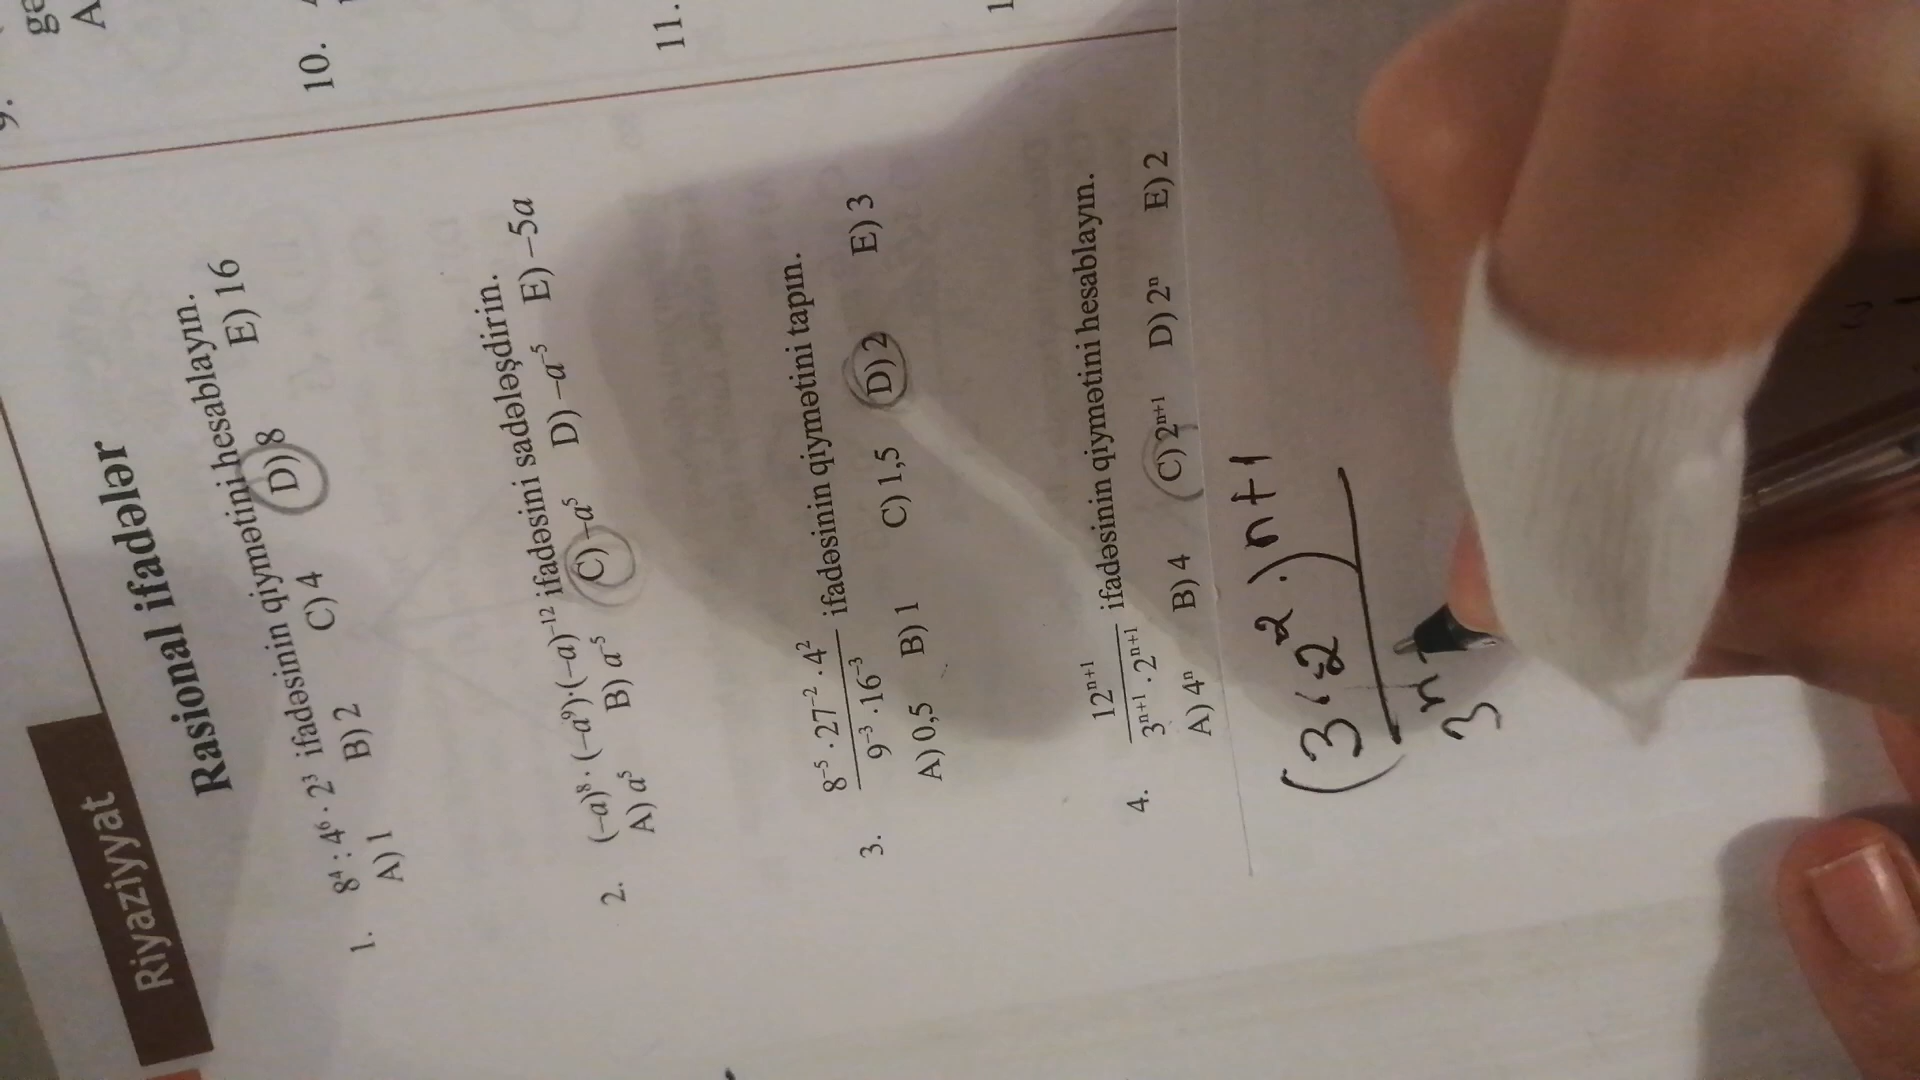 Riyaziyyat
Rasional ifadələr
1. 8⁴ : 4⁶ · 2³ ifadəsinin qiymətini hesablayın.
A) 1 B) 2 C) 4 D) 8 E) 16
2. (−a)⁸ · (−a⁹)·(−a)⁻¹² ifadəsini sadələşdirin.
A) a⁵ B) a⁻⁵ C) −a⁵ D) −a⁻⁵ E) −5a
3. 8⁻⁵ · 27⁻² · 4² / 9⁻³ · 16⁻³ ifadəsinin qiymətini tapın.
A) 0,5 B) 1 C) 1,5 D) 2 E) 3
4. 12ⁿ⁺¹ / 3ⁿ⁺¹ · 2ⁿ⁺¹ ifadəsinin qiymətini hesablayın.
A) 4ⁿ B) 4 C) 2ⁿ⁺¹ D) 2ⁿ E) 2
(3 · 2² · ) n+1
3ⁿ
9.
ge
A
10.
11.